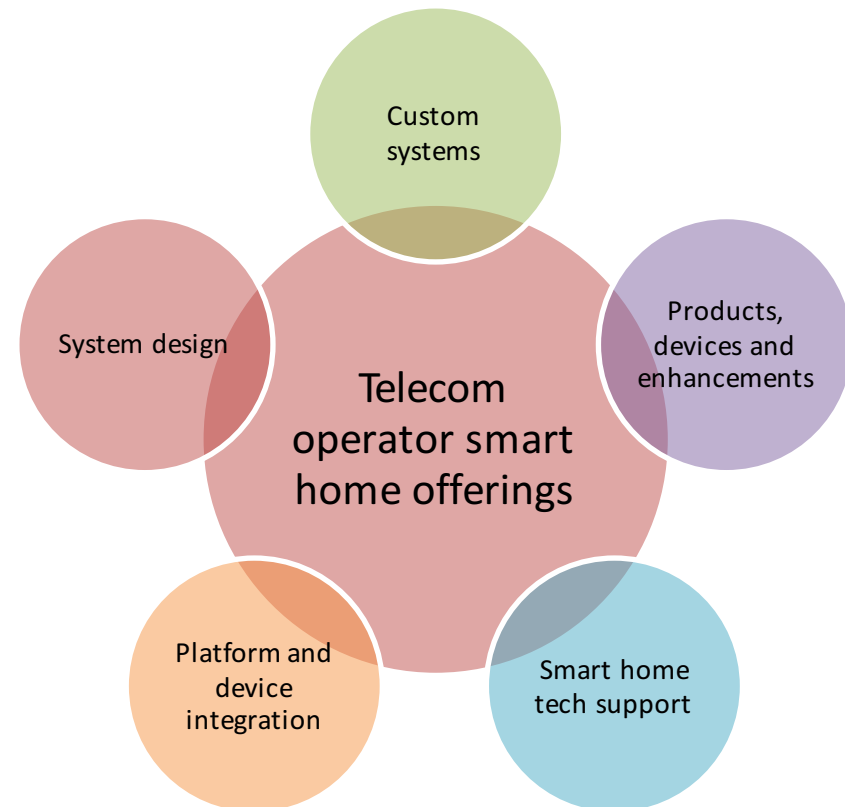 Custom
systems
Products,
devices and
enhancements
System design
Telecom
operator smart
home offerings
Platform and
device
integration
Smart home
tech support